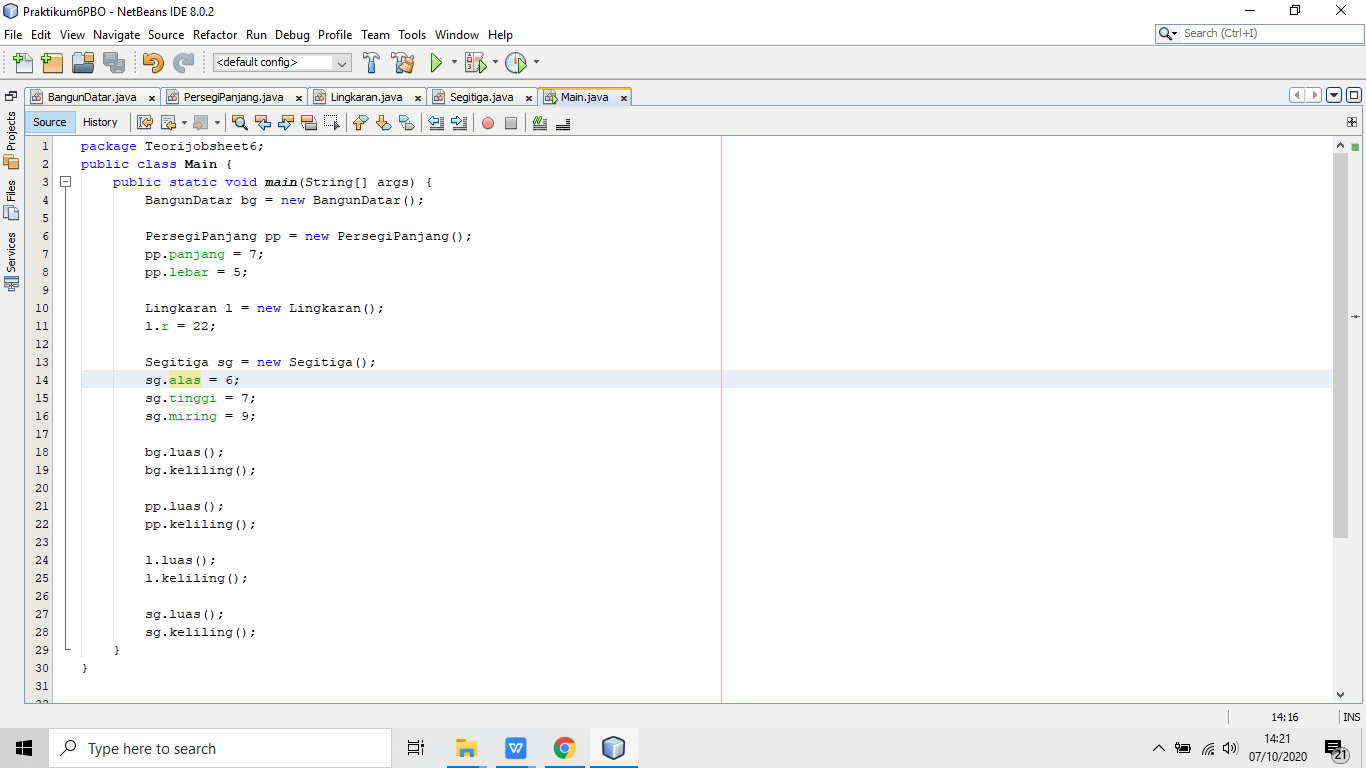 Praktikum6PBO - NetBeans IDE 8.0.2
File Edit View Navigate Source Refactor Run Debug Profile Team Tools Window Help
Search (Ctrl+I)
<default config>
BangunDatar.java PersegiPanjang.java Lingkaran.java Segitiga.java Main.java
Source History
Projects
Files
Services
1 package Teorijobsheet6;
2 public class Main {
3 public static void main(String[] args) {
4 BangunDatar bg = new BangunDatar();
5
6 PersegiPanjang pp = new PersegiPanjang();
7 pp.panjang = 7;
8 pp.lebar = 5;
9
10 Lingkaran l = new Lingkaran();
11 l.r = 22;
12
13 Segitiga sg = new Segitiga();
14 sg.alas = 6;
15 sg.tinggi = 7;
16 sg.miring = 9;
17
18 bg.luas();
19 bg.keliling();
20
21 pp.luas();
22 pp.keliling();
23
24 l.luas();
25 l.keliling();
26
27 sg.luas();
28 sg.keliling();
29 }
30 }
31
14:16 INS
Type here to search
14:21
07/10/2020
21